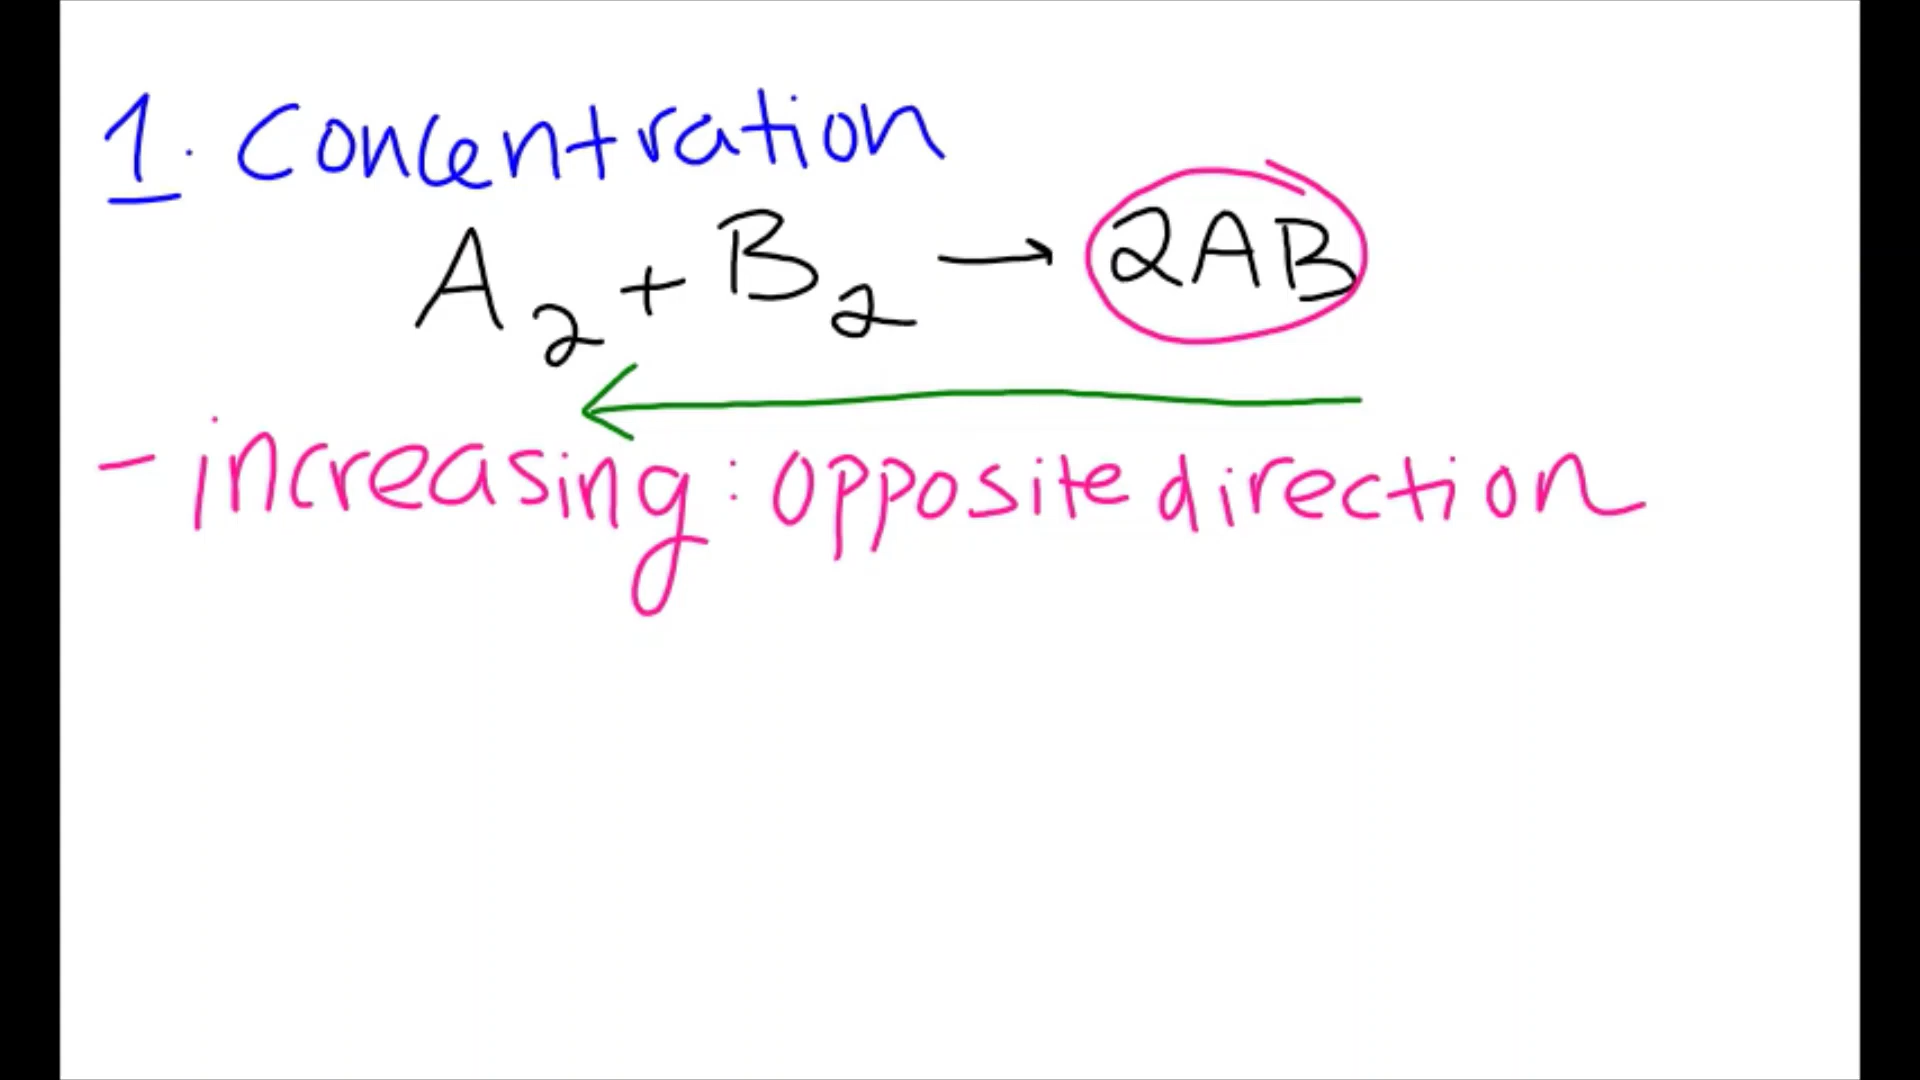 1. Concentration
A₂ + B₂ → 2AB
- increasing: opposite direction